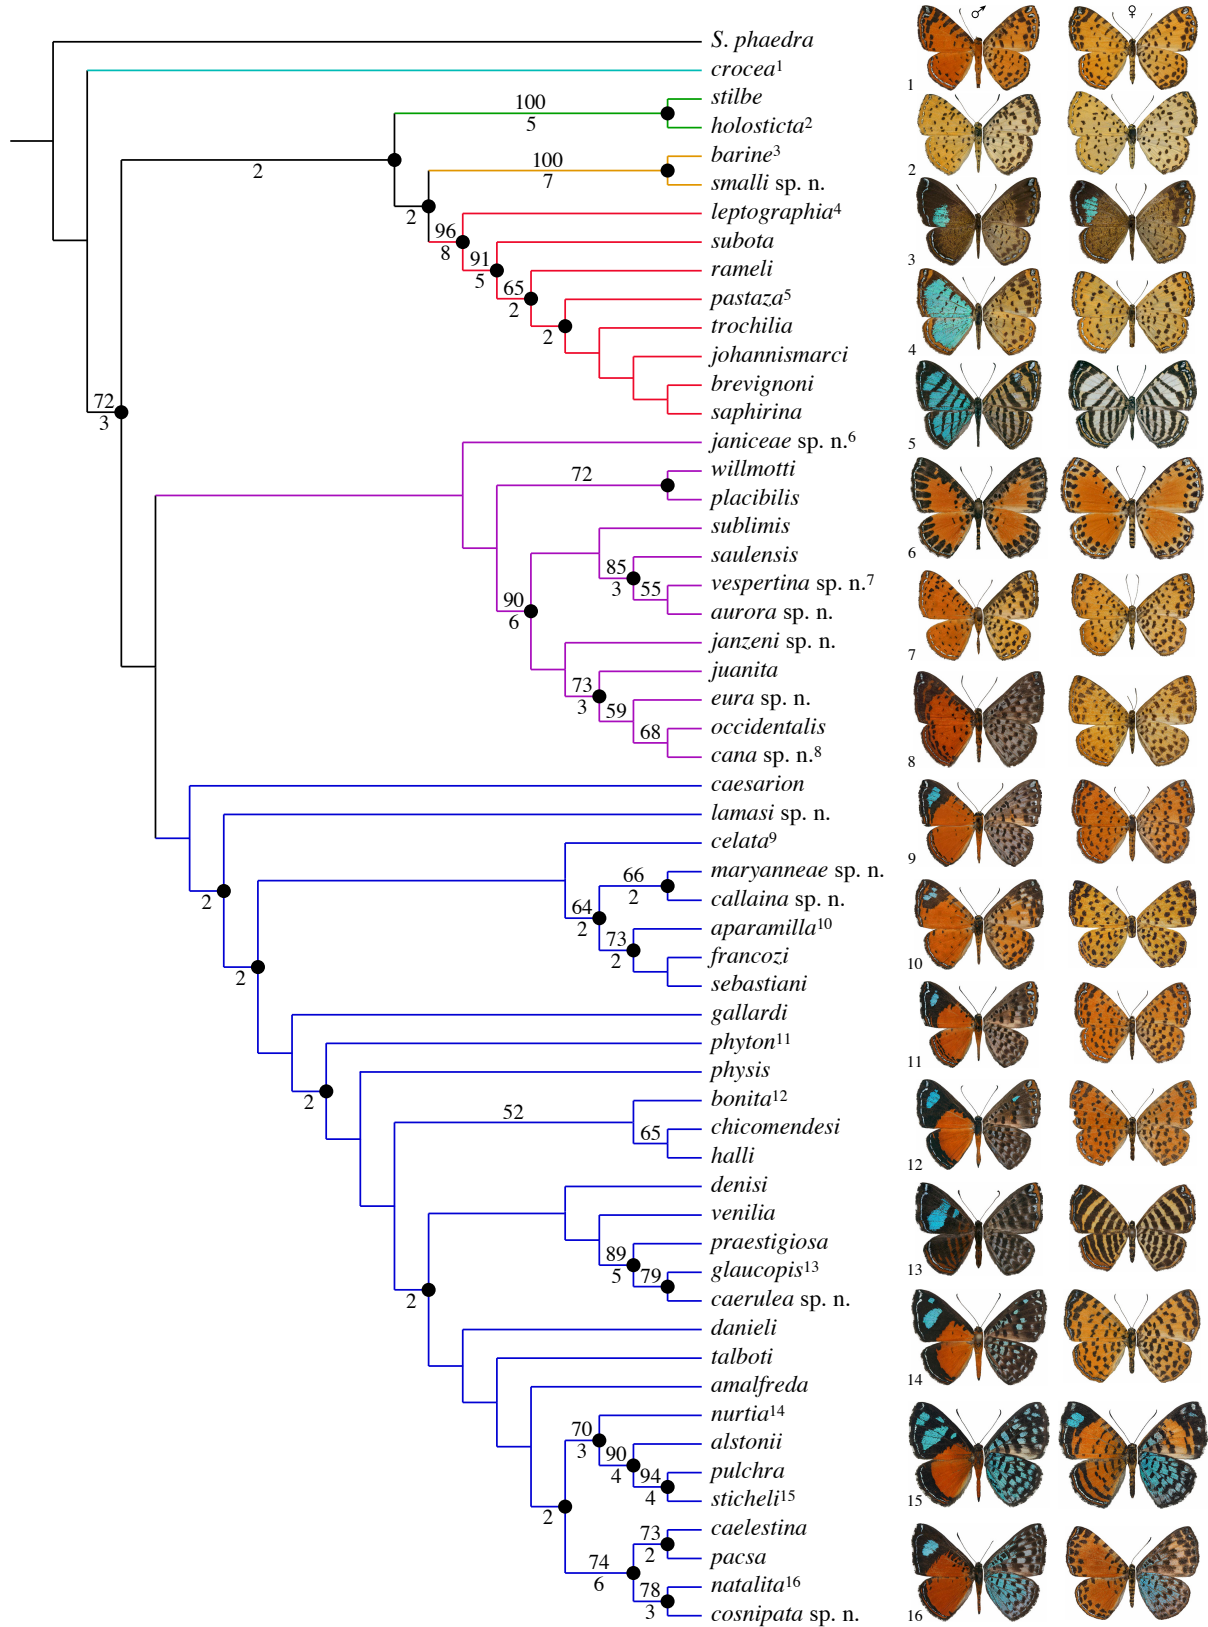 ♂ ♀
S. phaedra
crocea1
stilbe
100
5
holosticta2
barine3
100
7
smalli sp. n.
2
2
leptographia4
96
8
subota
91
5
rameli
65
2
pastaza5
2
trochilia
johannismarci
brevignoni
saphirina
72
3
janiceae sp. n.6
willmotti
72
placibilis
sublimis
saulensis
85
3
vespertina sp. n.7
55
aurora sp. n.
90
6
janzeni sp. n.
juanita
73
3
eura sp. n.
59
occidentalis
68
cana sp. n.8
caesarion
lamasi sp. n.
2
celata9
maryanneae sp. n.
66
2
callaina sp. n.
64
2
aparamilla10
73
2
francozi
sebastiani
2
gallardi
phyton11
2
physis
bonita12
52
chicomendesi
65
halli
denisi
venilia
praestigiosa
89
5
glaucopis13
79
caerulea sp. n.
2
danieli
talboti
amalfreda
nurtia14
70
3
alstonii
90
4
pulchra
94
4
sticheli15
2
caelestina
73
2
pacsa
74
6
natalita16
78
3
cosnipata sp. n.
1
2
3
4
5
6
7
8
9
10
11
12
13
14
15
16